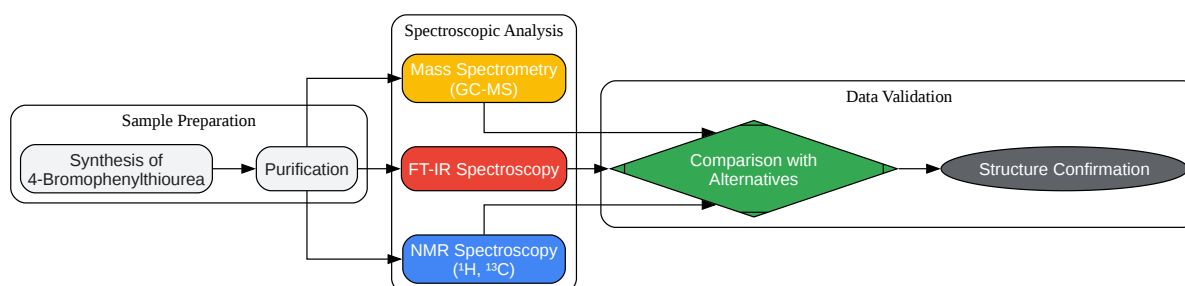 Sample Preparation
Synthesis of
4-Bromophenylthiourea
Purification
Spectroscopic Analysis
Mass Spectrometry
(GC-MS)
FT-IR Spectroscopy
NMR Spectroscopy
(¹H, ¹³C)
Data Validation
Comparison with
Alternatives
Structure Confirmation